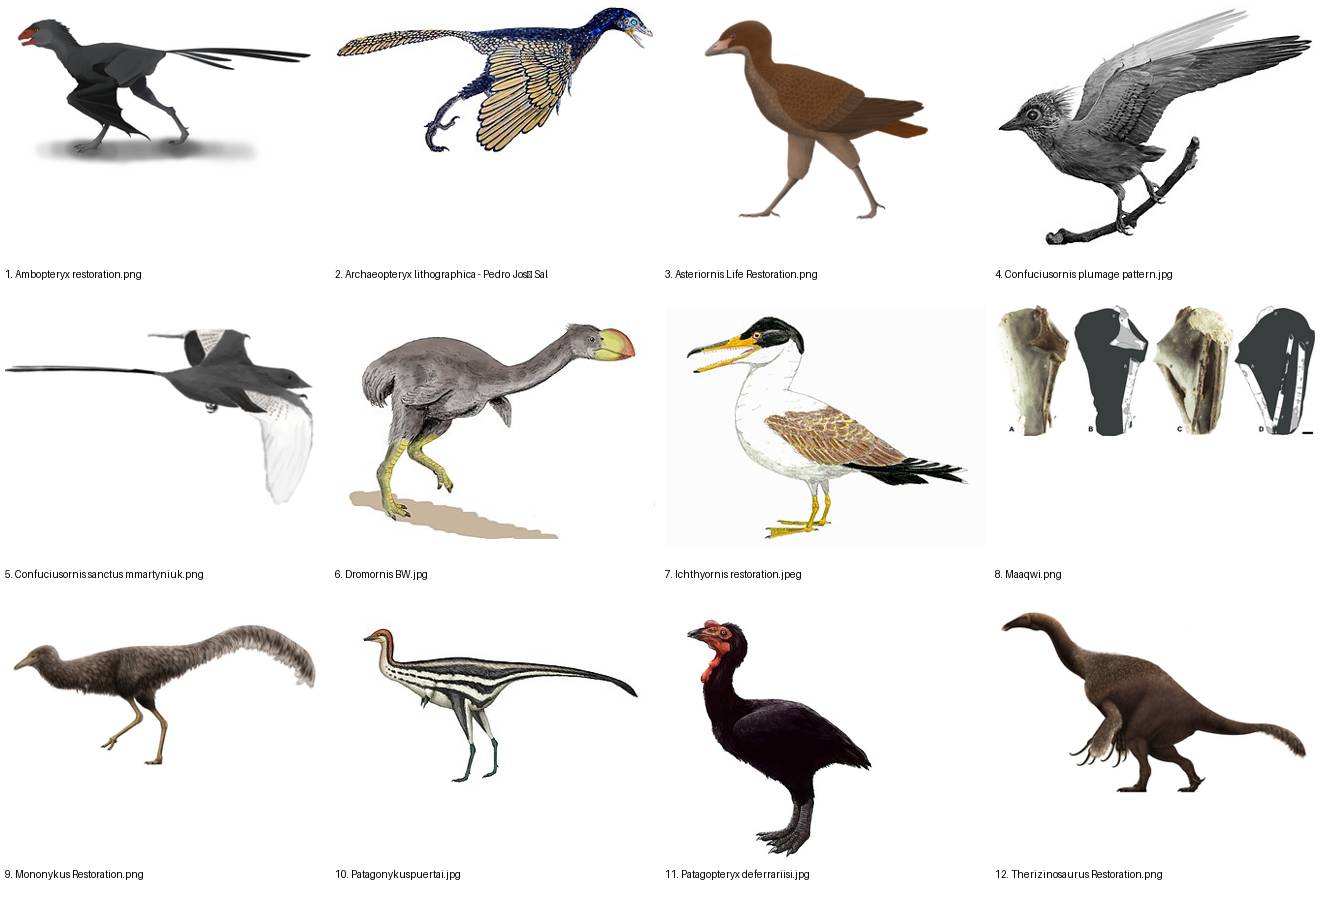 1. Ambopteryx restoration.png
2. Archaeopteryx lithographica - Pedro Jos Sal
3. Asteriornis Life Restoration.png
4. Confuciusornis plumage pattern.jpg
5. Confuciusornis sanctus mmartyniuk.png
6. Dromornis BW.jpg
7. Ichthyornis restoration.jpeg
A B C D
8. Maaqwi.png
9. Mononykus Restoration.png
10. Patagonykuspuertai.jpg
11. Patagopteryx deferrariisi.jpg
12. Therizinosaurus Restoration.png